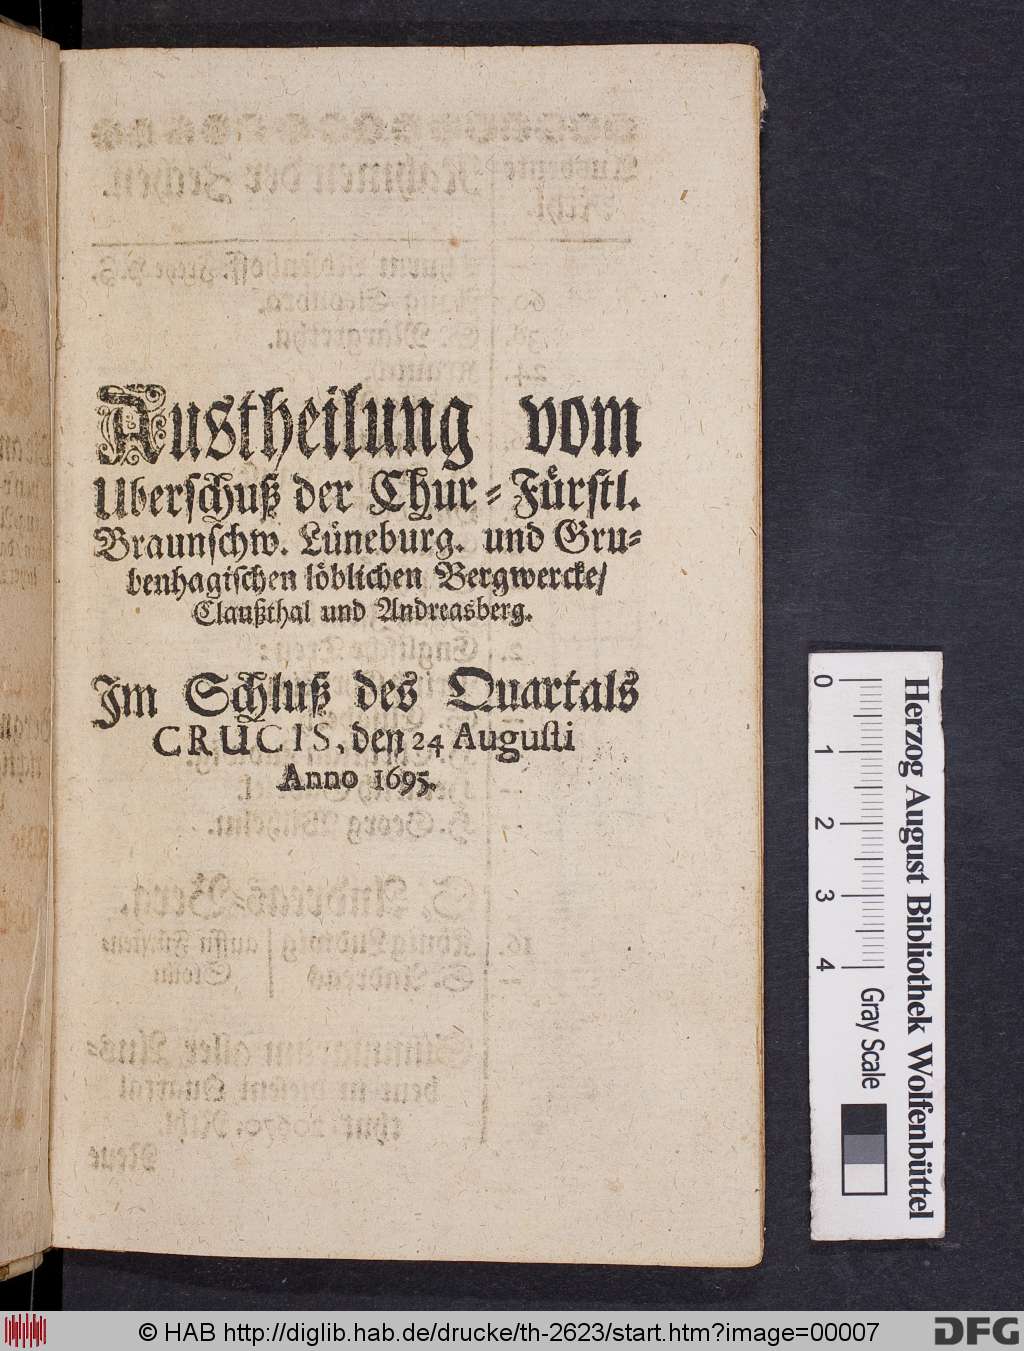 Austheilung vom
Uberschuß der Chur-Fürstl.
Braunschw. Lüneburg. und Gru-
benhagischen löblichen Bergwercke/
Claußthal und Andreasberg.
Im Schluß des Quartals
CRUCIS, den 24 Augusti
Anno 1695.
Herzog August Bibliothek Wolfenbüttel
0 1 2 3 4 Gray Scale
© HAB http://diglib.hab.de/drucke/th-2623/start.htm?image=00007
DFG